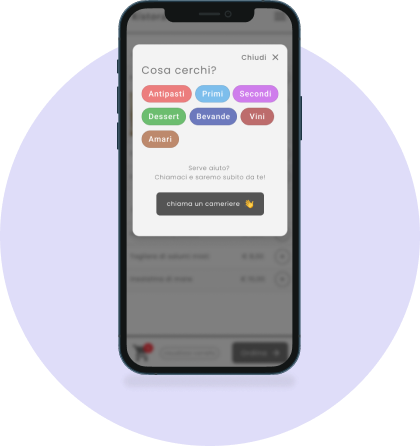 Chiudi ✕
Cosa cerchi?
Antipasti Primi Secondi
Dessert Bevande Vini
Amari
Serve aiuto?
Chiamaci e saremo subito da te!
chiama un cameriere 👋